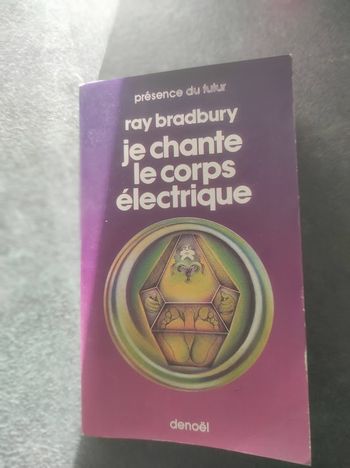 présence du futur
ray bradbury
je chante
le corps
électrique
denoël